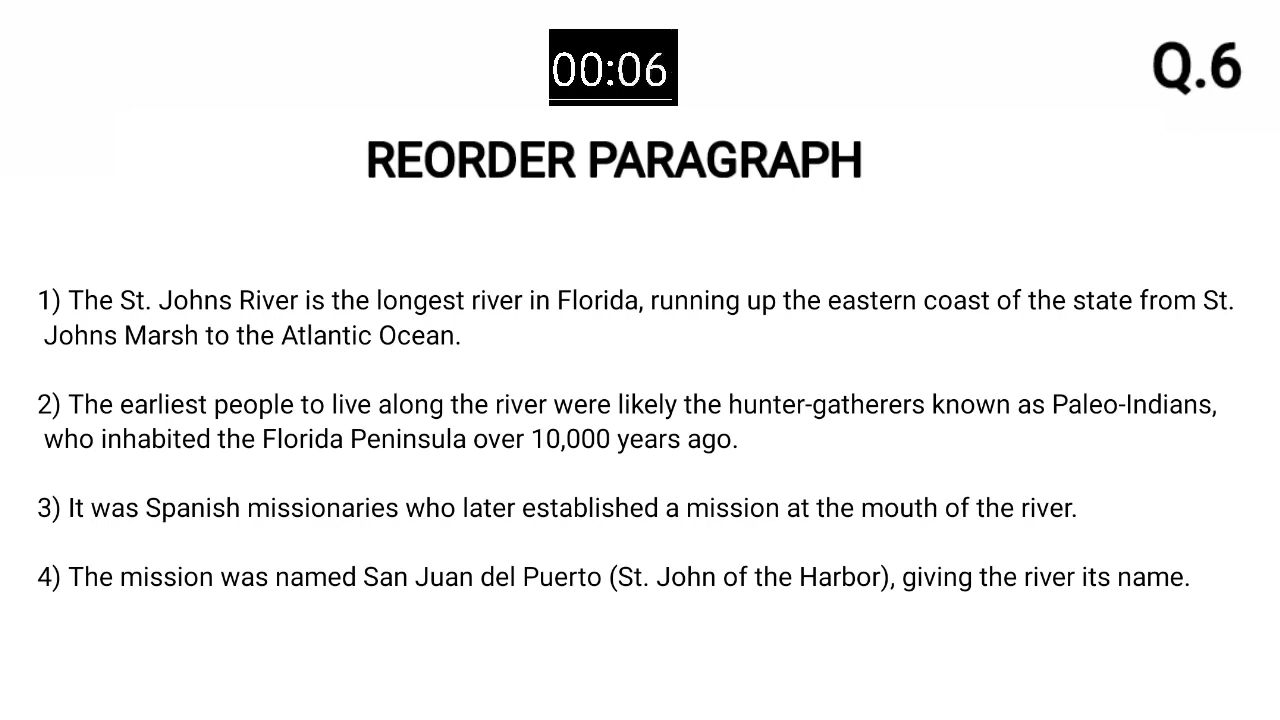 00:06
Q.6
REORDER PARAGRAPH
1) The St. Johns River is the longest river in Florida, running up the eastern coast of the state from St.
Johns Marsh to the Atlantic Ocean.
2) The earliest people to live along the river were likely the hunter-gatherers known as Paleo-Indians,
who inhabited the Florida Peninsula over 10,000 years ago.
3) It was Spanish missionaries who later established a mission at the mouth of the river.
4) The mission was named San Juan del Puerto (St. John of the Harbor), giving the river its name.